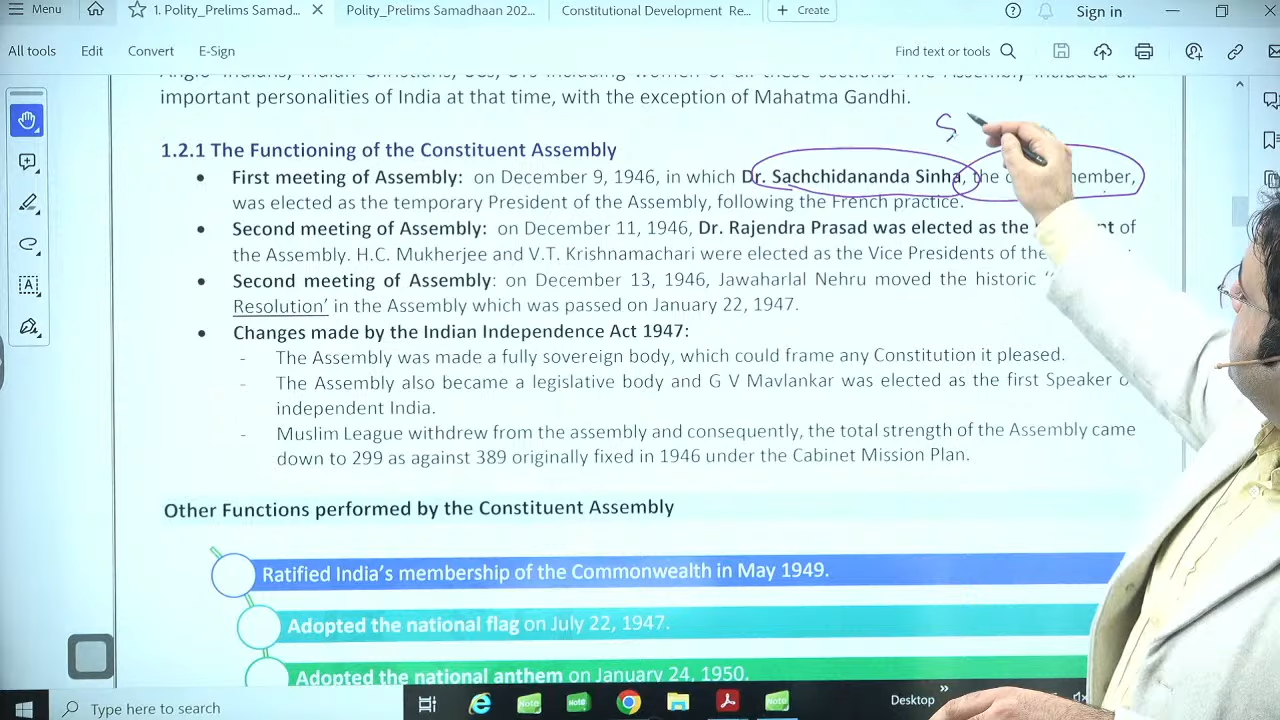 Menu
1. Polity_Prelims Samad...
Polity_Prelims Samadhaan 202...
Constitutional Development Re...
+ Create
Sign in
All tools Edit Convert E-Sign
Find text or tools
important personalities of India at that time, with the exception of Mahatma Gandhi.
S
1.2.1 The Functioning of the Constituent Assembly
• First meeting of Assembly: on December 9, 1946, in which Dr. Sachchidananda Sinha, the member,
was elected as the temporary President of the Assembly, following the French practice.
• Second meeting of Assembly: on December 11, 1946, Dr. Rajendra Prasad was elected as the of
the Assembly. H.C. Mukherjee and V.T. Krishnamachari were elected as the Vice Presidents of the
• Second meeting of Assembly: on December 13, 1946, Jawaharlal Nehru moved the historic
Resolution' in the Assembly which was passed on January 22, 1947.
• Changes made by the Indian Independence Act 1947:
- The Assembly was made a fully sovereign body, which could frame any Constitution it pleased.
- The Assembly also became a legislative body and G V Mavlankar was elected as the first Speaker
independent India.
- Muslim League withdrew from the assembly and consequently, the total strength of the Assembly came
down to 299 as against 389 originally fixed in 1946 under the Cabinet Mission Plan.
Other Functions performed by the Constituent Assembly
Ratified India's membership of the Commonwealth in May 1949.
Adopted the national flag on July 22, 1947.
Adopted the national anthem on January 24, 1950.
Type here to search
Note
Note
Note
Desktop